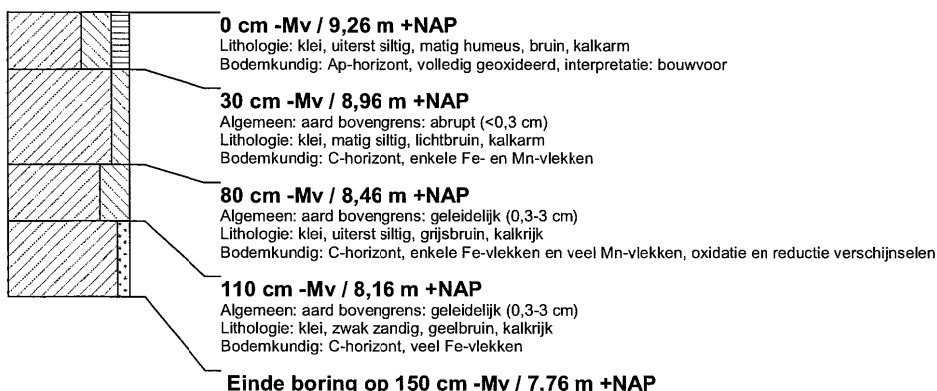 0 cm -Mv / 9,26 m +NAP
Lithologie: klei, uiterst siltig, matig humeus, bruin, kalkarm
Bodemkundig: Ap-horizont, volledig geoxideerd, interpretatie: bouwvoor
30 cm -Mv / 8,96 m +NAP
Algemeen: aard bovengrens: abrupt (<0,3 cm)
Lithologie: klei, matig siltig, lichtbruin, kalkarm
Bodemkundig: C-horizont, enkele Fe- en Mn-vlekken
80 cm -Mv / 8,46 m +NAP
Algemeen: aard bovengrens: geleidelijk (0,3-3 cm)
Lithologie: klei, uiterst siltig, grijsbruin, kalkrijk
Bodemkundig: C-horizont, enkele Fe-vlekken en veel Mn-vlekken, oxidatie en reductie verschijnselen
110 cm -Mv / 8,16 m +NAP
Algemeen: aard bovengrens: geleidelijk (0,3-3 cm)
Lithologie: klei, zwak zandig, geelbruin, kalkrijk
Bodemkundig: C-horizont, veel Fe-vlekken
Einde boring op 150 cm -Mv / 7,76 m +NAP